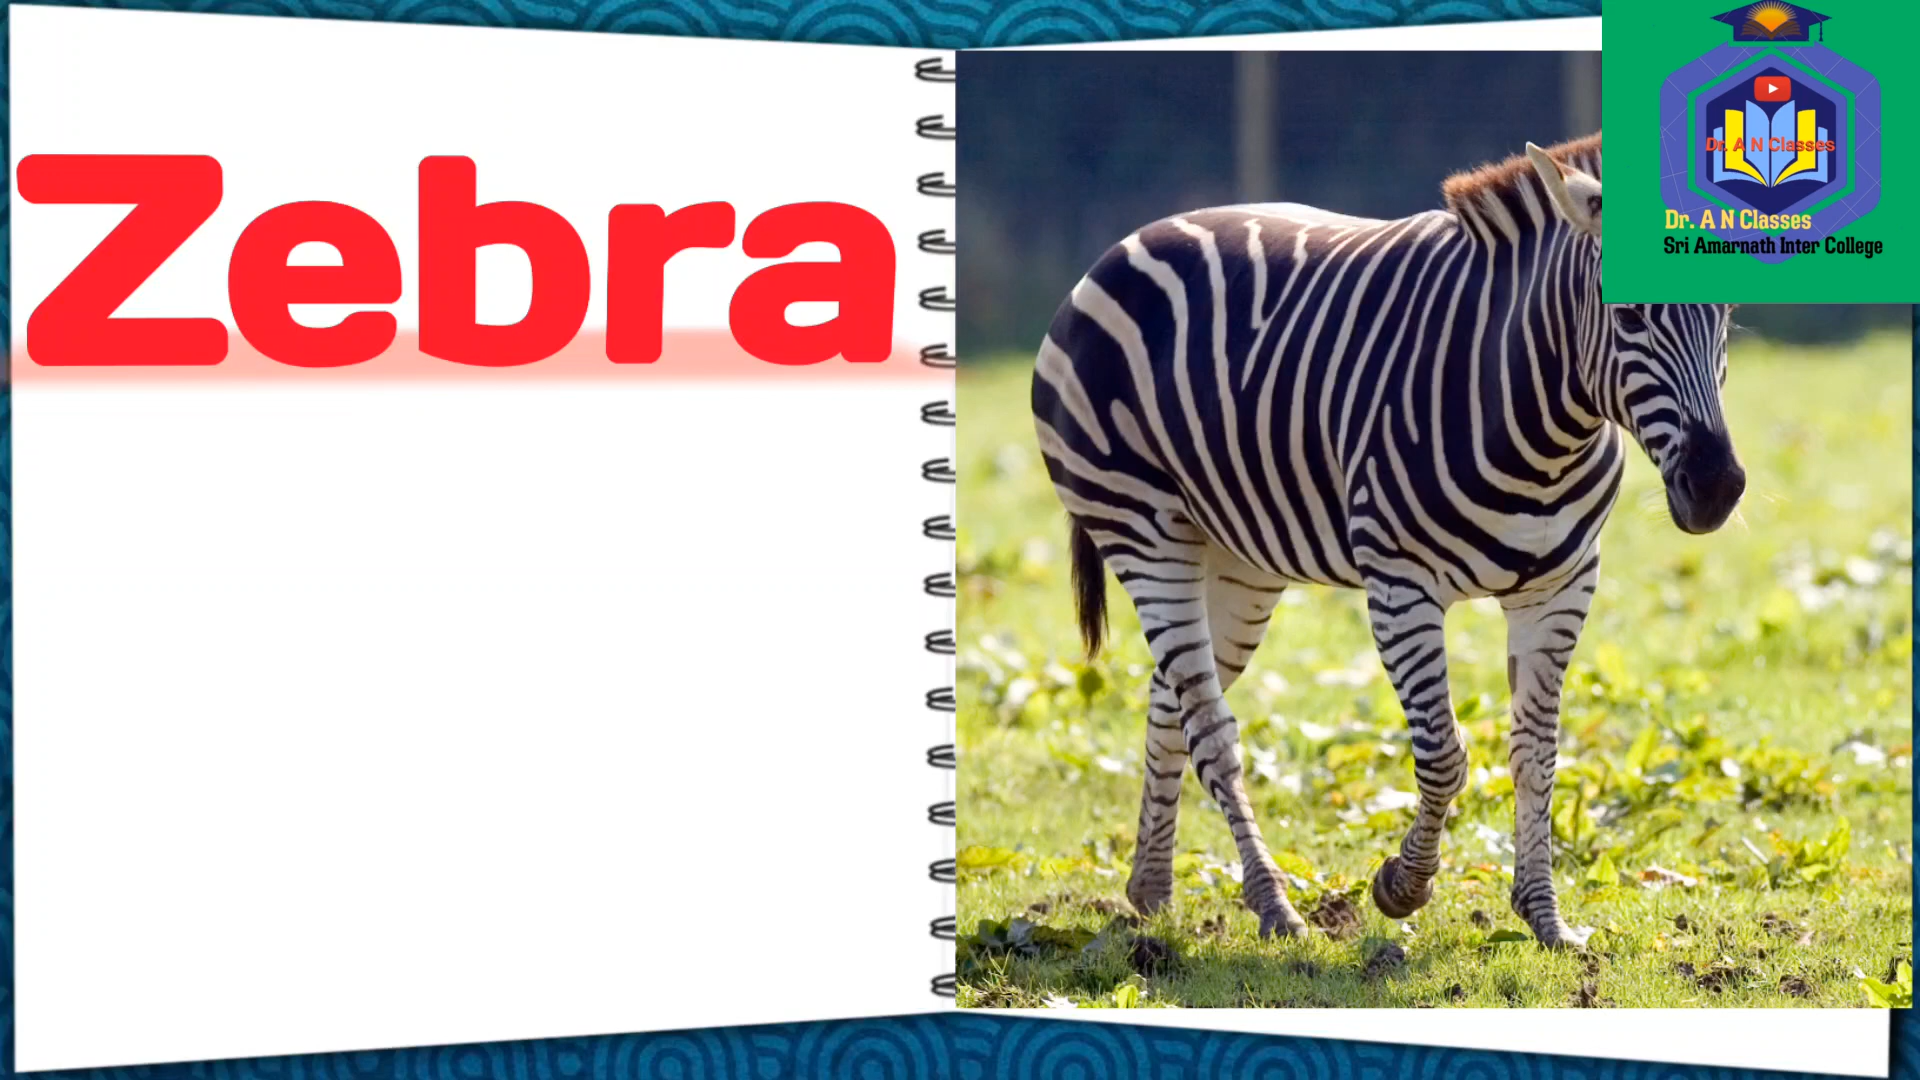 Zebra
Dr. A N Classes
Dr. A N Classes
Sri Amarnath Inter College